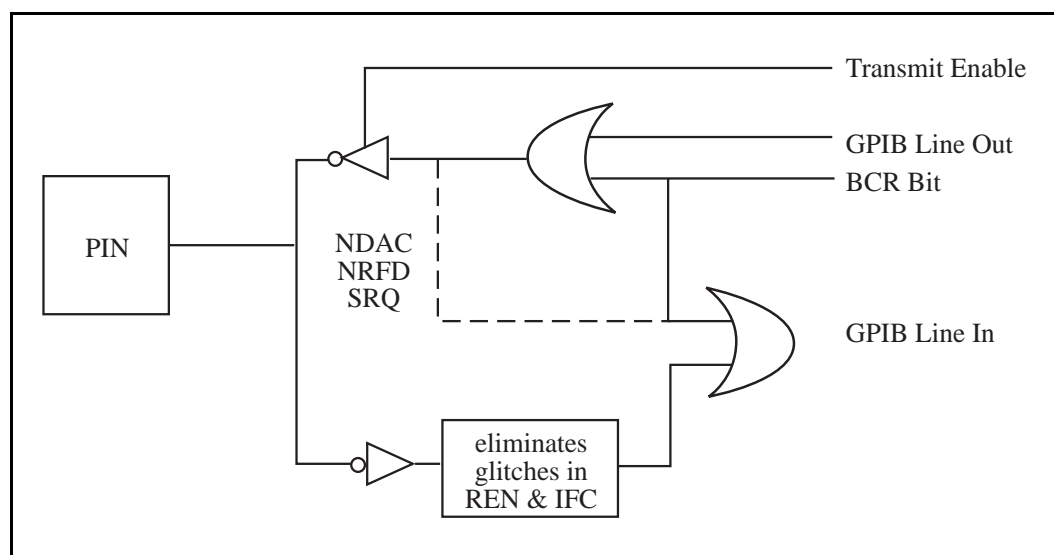 Transmit Enable
GPIB Line Out
BCR Bit
PIN
NDAC
NRFD
SRQ
GPIB Line In
eliminates
glitches in
REN & IFC